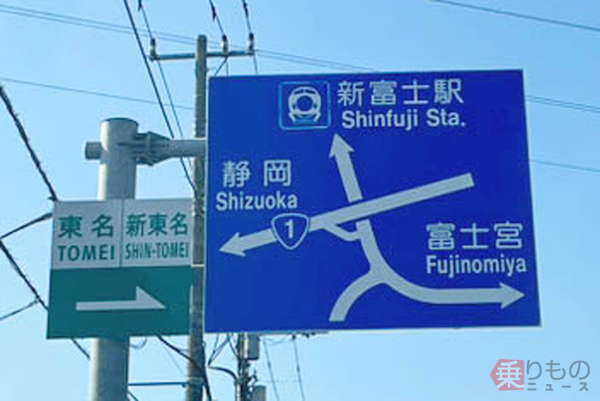 新富士駅
Shinfuji Sta.
静岡
Shizuoka
1
富士宮
Fujinomiya
東名
TOMEI
新東名
SHIN-TOMEI
乗りもの
ニュース